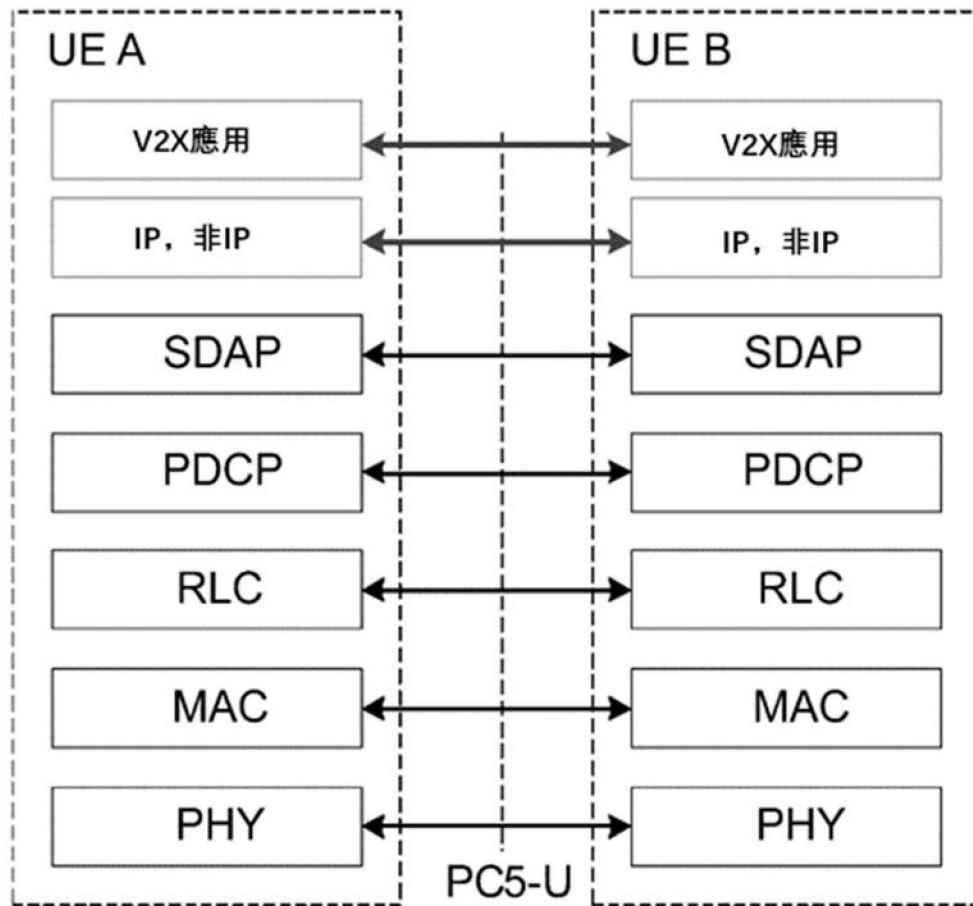 UE A
UE B
V2X應用
V2X應用
IP，非IP
IP，非IP
SDAP
SDAP
PDCP
PDCP
RLC
RLC
MAC
MAC
PHY
PHY
PC5-U